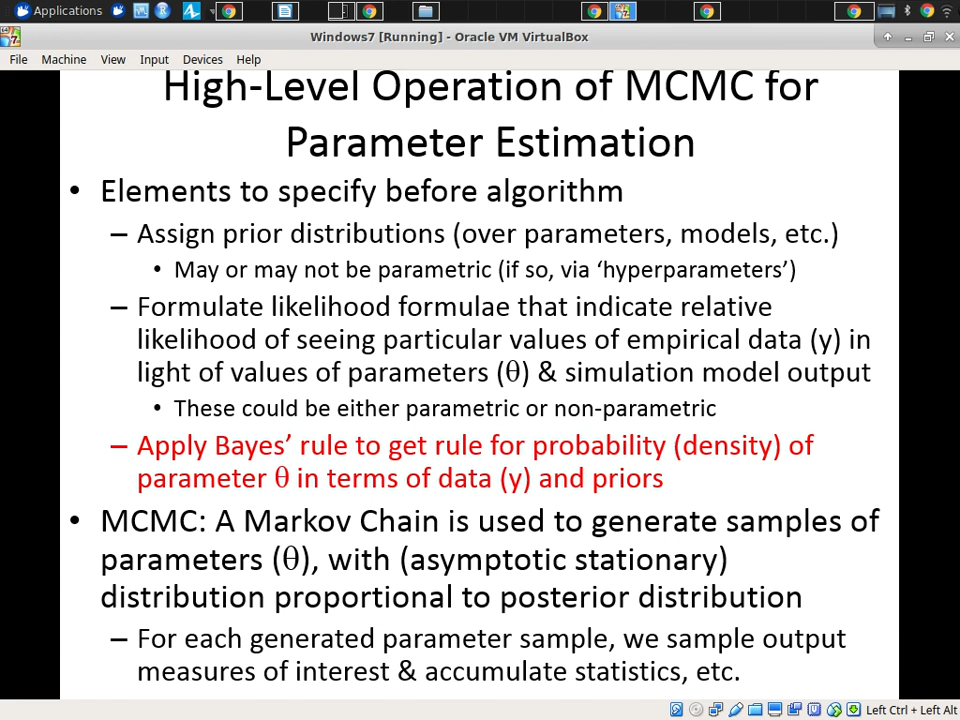 Applications
Windows7 [Running] - Oracle VM VirtualBox
File Machine View Input Devices Help
High-Level Operation of MCMC for
Parameter Estimation
• Elements to specify before algorithm
– Assign prior distributions (over parameters, models, etc.)
• May or may not be parametric (if so, via ‘hyperparameters’)
– Formulate likelihood formulae that indicate relative
likelihood of seeing particular values of empirical data (y) in
light of values of parameters (θ) & simulation model output
• These could be either parametric or non-parametric
– Apply Bayes’ rule to get rule for probability (density) of
parameter θ in terms of data (y) and priors
• MCMC: A Markov Chain is used to generate samples of
parameters (θ), with (asymptotic stationary)
distribution proportional to posterior distribution
– For each generated parameter sample, we sample output
measures of interest & accumulate statistics, etc.
Left Ctrl + Left Alt